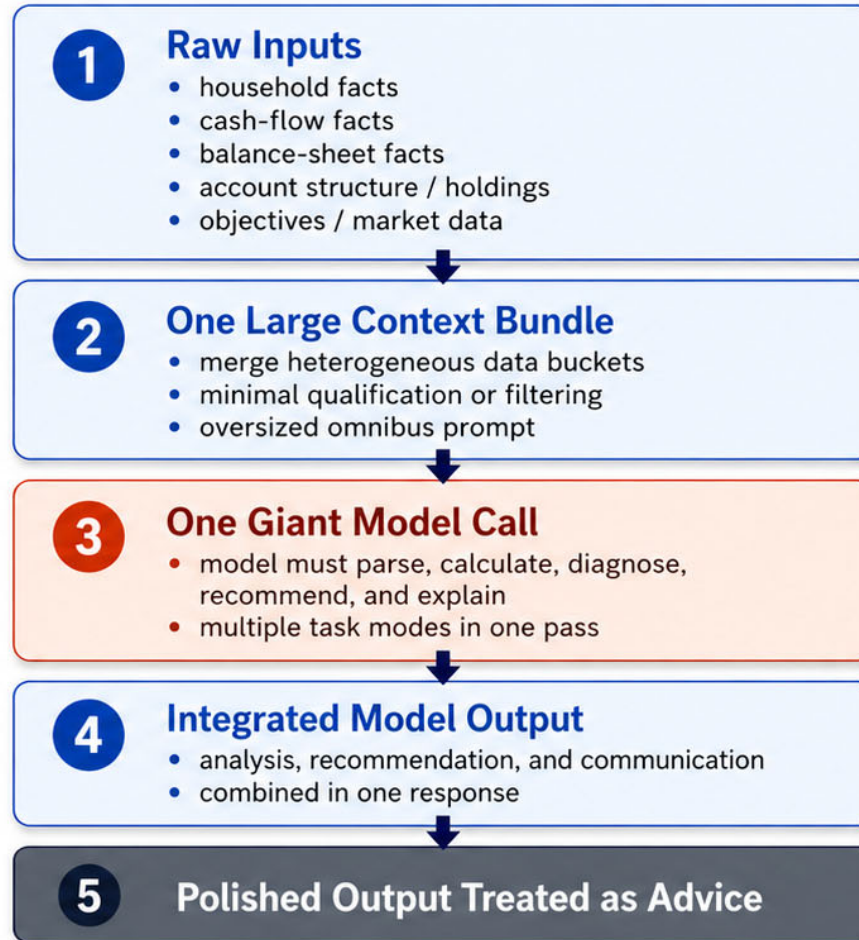 1
Raw Inputs
• household facts
• cash-flow facts
• balance-sheet facts
• account structure / holdings
• objectives / market data
2
One Large Context Bundle
• merge heterogeneous data buckets
• minimal qualification or filtering
• oversized omnibus prompt
3
One Giant Model Call
• model must parse, calculate, diagnose,
recommend, and explain
• multiple task modes in one pass
4
Integrated Model Output
• analysis, recommendation, and communication
• combined in one response
5
Polished Output Treated as Advice